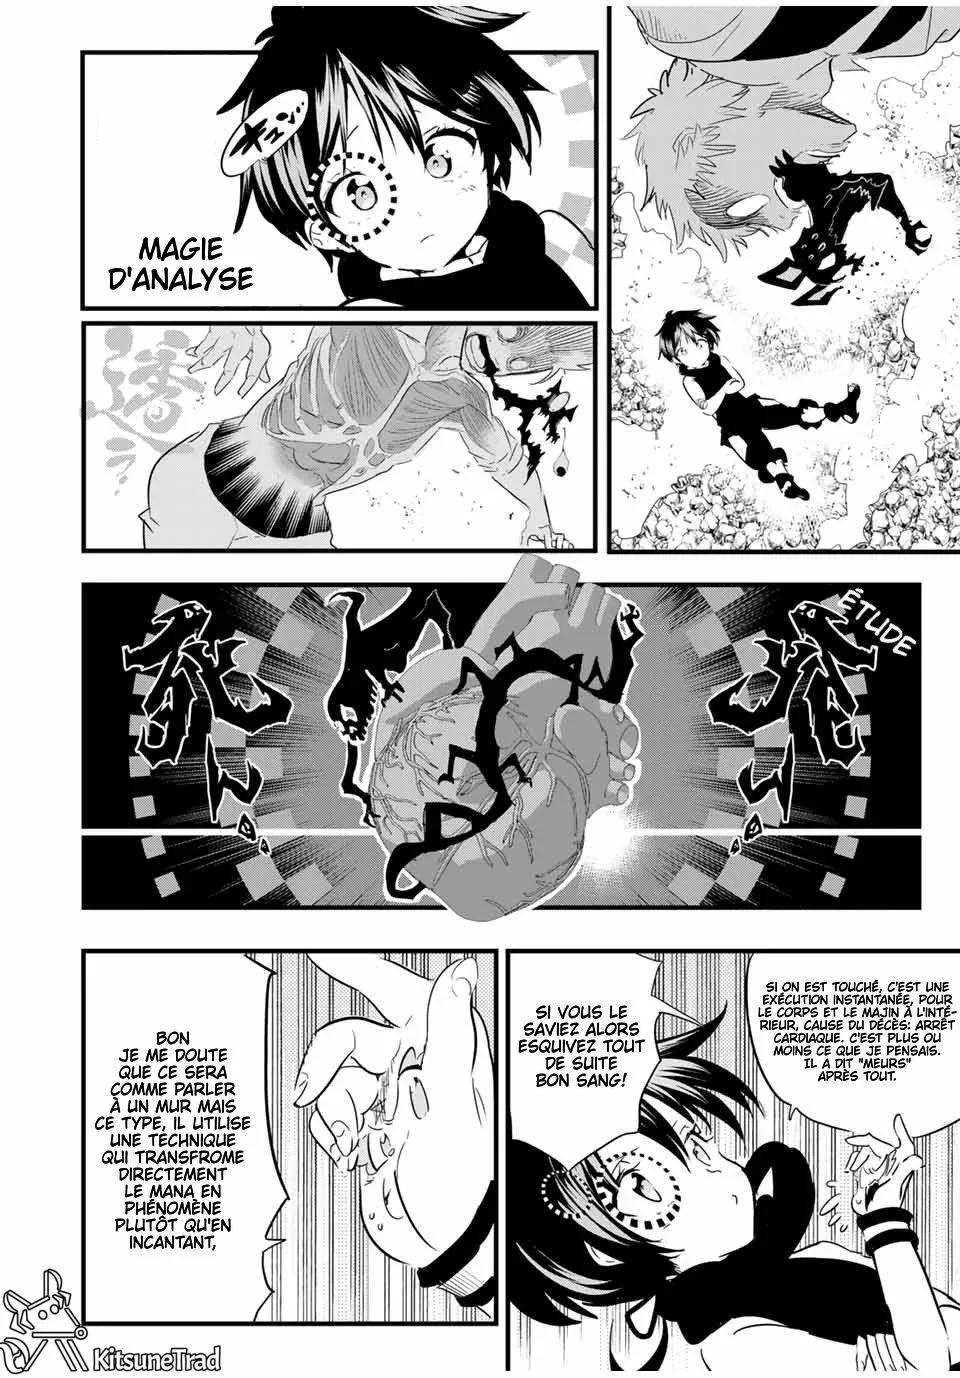 キュン…
MAGIE
D'ANALYSE
透
ÉTUDE
SI ON EST TOUCHÉ, C'EST UNE
EXÉCUTION INSTANTANÉE, POUR
LE CORPS ET LE MAJIN À L'INTÉ-
RIEUR, CAUSE DU DÉCÈS: ARRÊT
CARDIAQUE. C'EST PLUS OU
MOINS CE QUE JE PENSAIS.
IL A DIT "MEURS"
APRÈS TOUT.
SI VOUS LE
SAVIEZ ALORS
ESQUIVEZ TOUT
DE SUITE
BON SANG!
BON
JE ME DOUTE
QUE CE SERA
COMME PARLER
À UN MUR MAIS
CE TYPE, IL UTILISE
UNE TECHNIQUE
QUI TRANSFROME
DIRECTEMENT
LE MANA EN
PHÉNOMÈNE
PLUTÔT QU'EN
INCANTANT,
KitsuneTrad